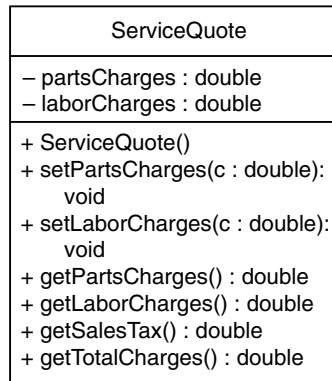 ServiceQuote
– partsCharges : double
– laborCharges : double
+ ServiceQuote()
+ setPartsCharges(c : double):
void
+ setLaborCharges(c : double):
void
+ getPartsCharges() : double
+ getLaborCharges() : double
+ getSalesTax() : double
+ getTotalCharges() : double